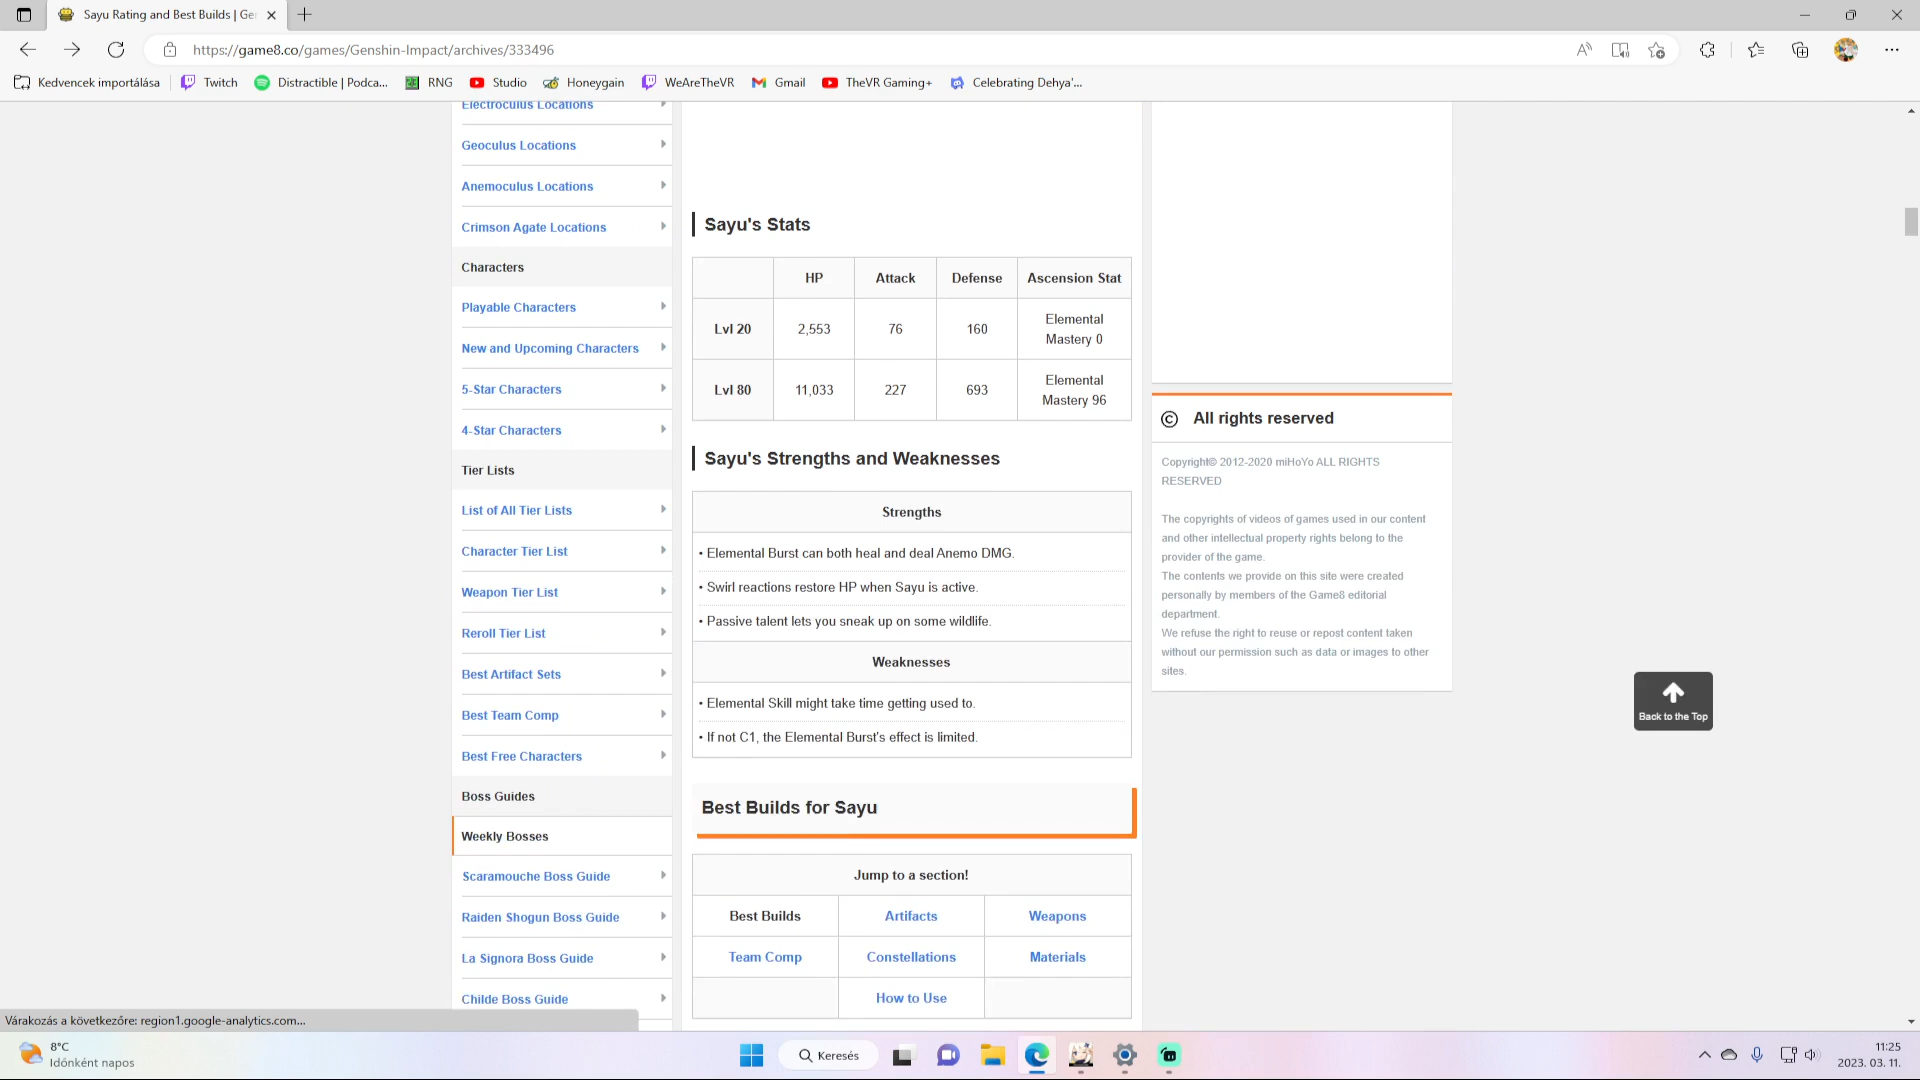 Sayu Rating and Best Builds | Ge
https://game8.co/games/Genshin-Impact/archives/333496
Kedvencek importálása
Twitch
Distractible | Podca...
RNG
Studio
Honeygain
WeAreTheVR
Gmail
TheVR Gaming+
Celebrating Dehya'...
Electroculus Locations
Geoculus Locations
Anemoculus Locations
Crimson Agate Locations
Characters
Playable Characters
New and Upcoming Characters
5-Star Characters
4-Star Characters
Tier Lists
List of All Tier Lists
Character Tier List
Weapon Tier List
Reroll Tier List
Best Artifact Sets
Best Team Comp
Best Free Characters
Boss Guides
Weekly Bosses
Scaramouche Boss Guide
Raiden Shogun Boss Guide
La Signora Boss Guide
Childe Boss Guide
Sayu's Stats
HP Attack Defense Ascension Stat
Lvl 20 2,553 76 160 Elemental
Mastery 0
Lvl 80 11,033 227 693 Elemental
Mastery 96
Sayu's Strengths and Weaknesses
Strengths
• Elemental Burst can both heal and deal Anemo DMG.
• Swirl reactions restore HP when Sayu is active.
• Passive talent lets you sneak up on some wildlife.
Weaknesses
• Elemental Skill might take time getting used to.
• If not C1, the Elemental Burst's effect is limited.
Best Builds for Sayu
Jump to a section!
Best Builds Artifacts Weapons
Team Comp Constellations Materials
How to Use
© All rights reserved
Copyright© 2012-2020 miHoYo ALL RIGHTS
RESERVED
The copyrights of videos of games used in our content
and other intellectual property rights belong to the
provider of the game.
The contents we provide on this site were created
personally by members of the Game8 editorial
department.
We refuse the right to reuse or repost content taken
without our permission such as data or images to other
sites.
Back to the Top
Várakozás a következőre: region1.google-analytics.com...
8°C
Időnként napos
Keresés
11:25
2023. 03. 11.